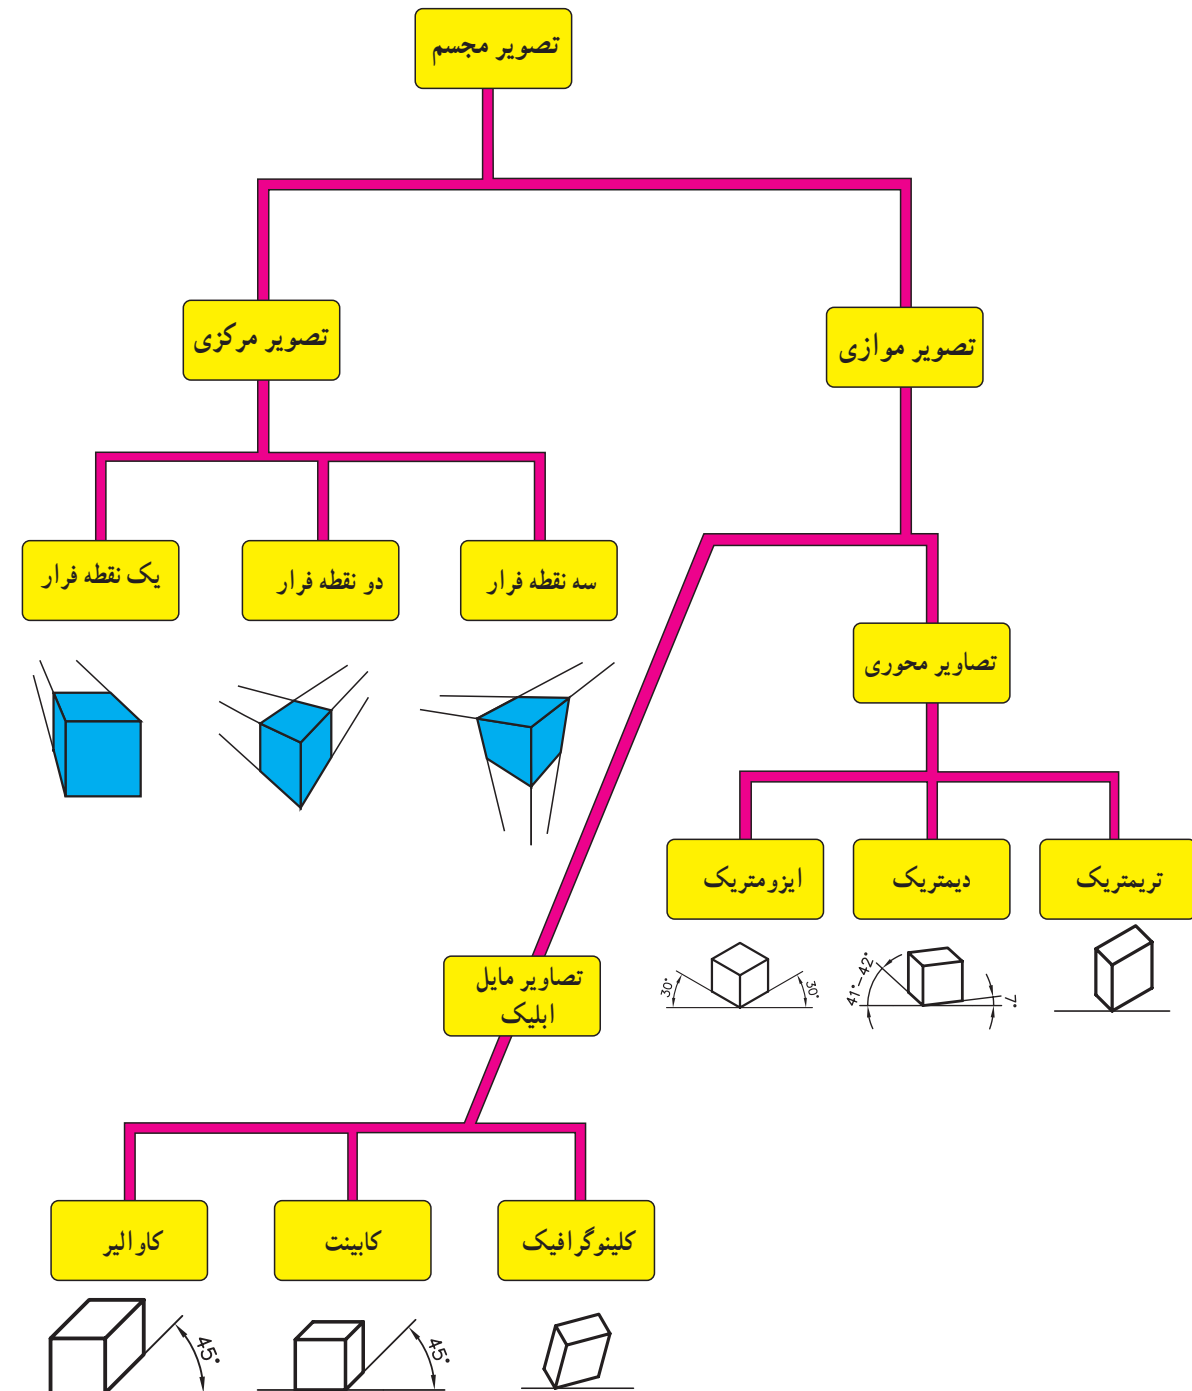 تصویر مجسم
تصویر موازی
تصویر مرکزی
سه نقطه فرار
دو نقطه فرار
یک نقطه فرار
تصاویر محوری
تریمتریک
دیمتریک
ایزومتریک
7°
41°-42°
30°
30°
تصاویر مایل
ابلیک
کلینوگرافیک
کابینت
کاوالیر
45°
45°